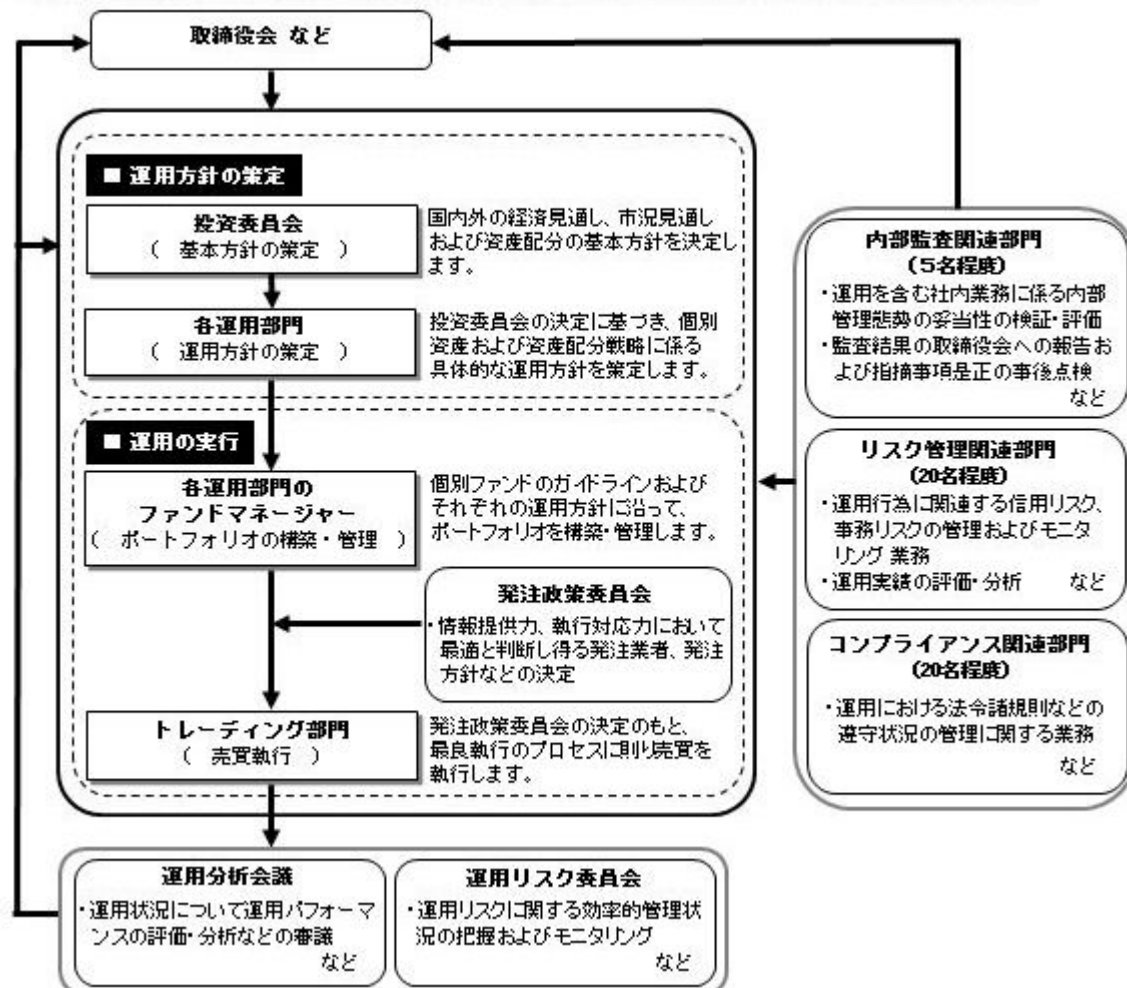 取締役会 など
■ 運用方針の策定
投資委員会
( 基本方針の策定 )
国内外の経済見通し、市況見通し
および資産配分の基本方針を決定し
ます。
各運用部門
( 運用方針の策定 )
投資委員会の決定に基づき、個別
資産および資産配分戦略に係る
具体的な運用方針を策定します。
■ 運用の実行
各運用部門の
ファンドマネージャー
( ポートフォリオの構築・管理 )
個別ファンドのガイドラインおよび
それぞれの運用方針に沿って、
ポートフォリオを構築・管理します。
発注政策委員会
・情報提供力、執行対応力において
最適と判断し得る発注業者、発注
方針などの決定
トレーディング部門
( 売買執行 )
発注政策委員会の決定のもと、
最良執行のプロセスに則り売買を
執行します。
運用分析会議
・運用状況について運用パフォーマ
ンスの評価・分析などの審議
など
運用リスク委員会
・運用リスクに関する効率的管理状
況の把握およびモニタリング
など
内部監査関連部門
(5名程度)
・運用を含む社内業務に係る内部
管理態勢の妥当性の検証・評価
・監査結果の取締役会への報告お
よび指摘事項是正の事後点検
など
リスク管理関連部門
(20名程度)
・運用行為に関連する信用リスク、
事務リスクの管理およびモニタ
リング 業務
・運用実績の評価・分析 など
コンプライアンス関連部門
(20名程度)
・運用における法令諸規則などの
遵守状況の管理に関する業務
など